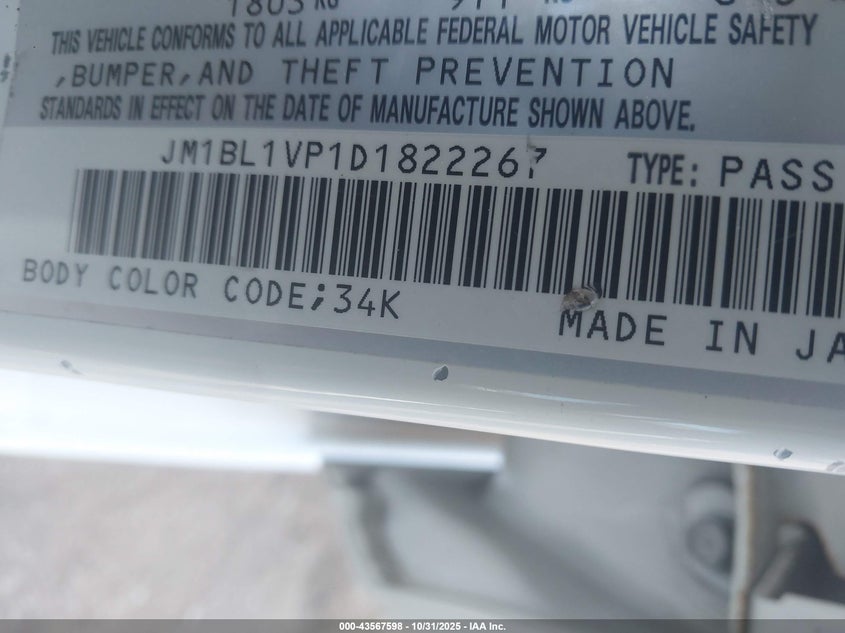 1805 KG
THIS VEHICLE CONFORMS TO ALL APPLICABLE FEDERAL MOTOR VEHICLE SAFETY
,BUMPER,AND THEFT PREVENTION
STANDARDS IN EFFECT ON THE DATE OF MANUFACTURE SHOWN ABOVE.
JM1BL1VP1D1822267 TYPE: PASS
BODY COLOR CODE;34K
MADE IN JA
000-43567598 - 10/31/2025 - IAA Inc.